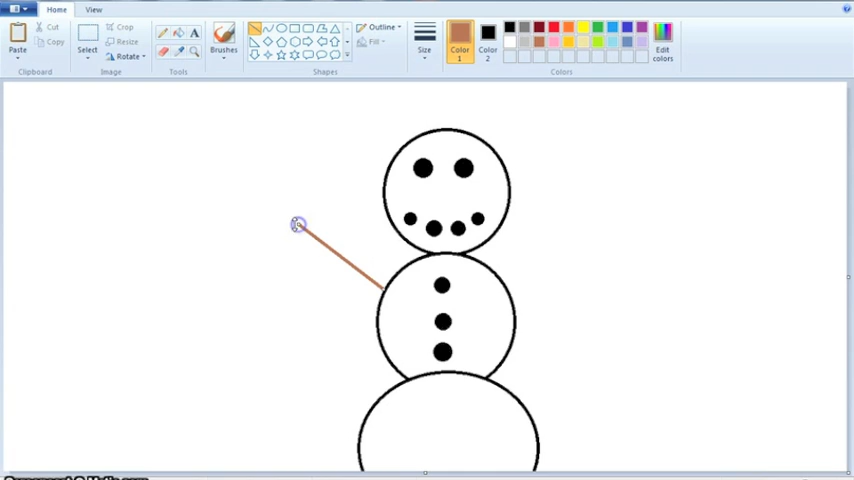 Home View
Paste
Cut
Copy
Clipboard
Select
Crop
Resize
Rotate
Image
Tools
Brushes
Shapes
Outline
Fill
Size
Color 1
Color 2
Edit colors
Colors